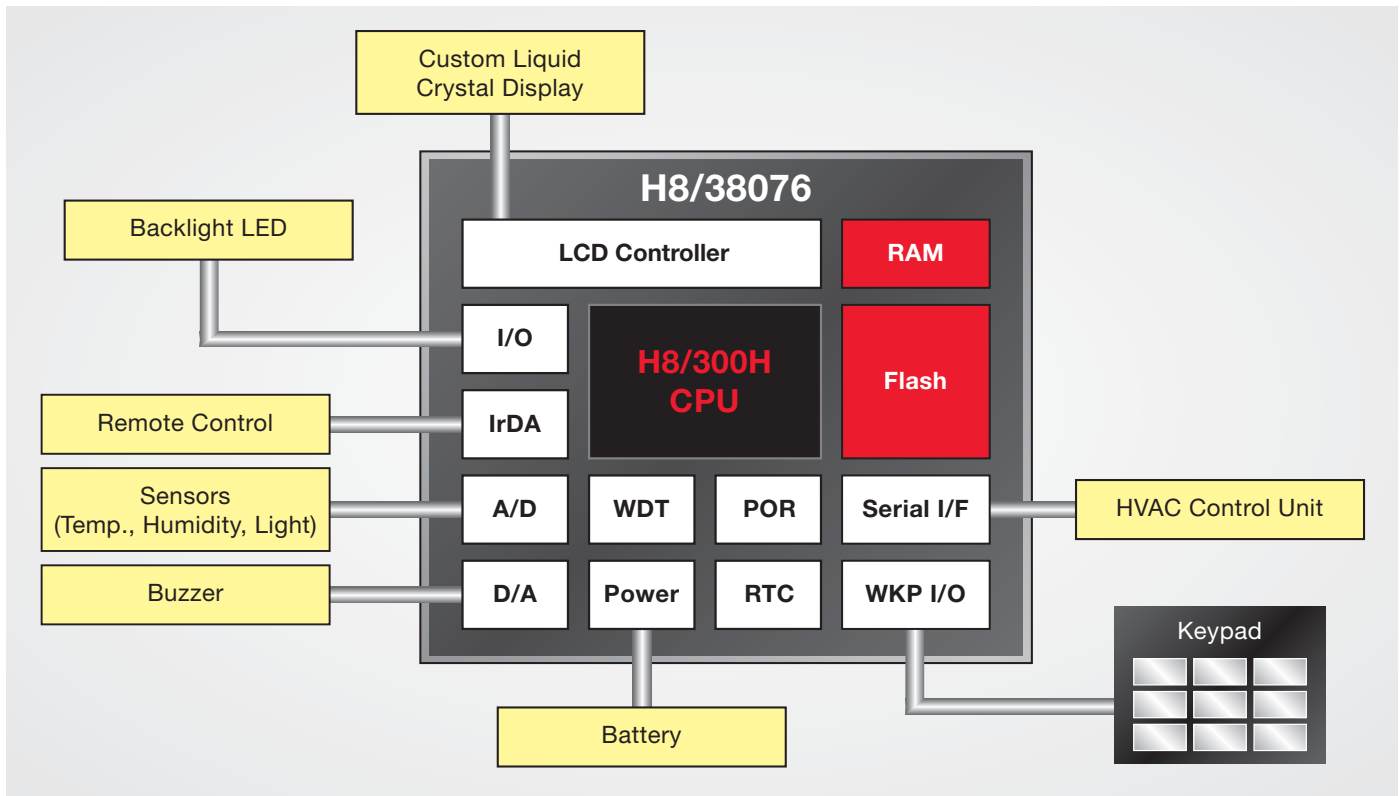 Custom Liquid
Crystal Display
H8/38076
Backlight LED
LCD Controller
RAM
I/O
H8/300H
CPU
Flash
Remote Control
IrDA
Sensors
(Temp., Humidity, Light)
A/D
WDT
POR
Serial I/F
HVAC Control Unit
Buzzer
D/A
Power
RTC
WKP I/O
Keypad
Battery